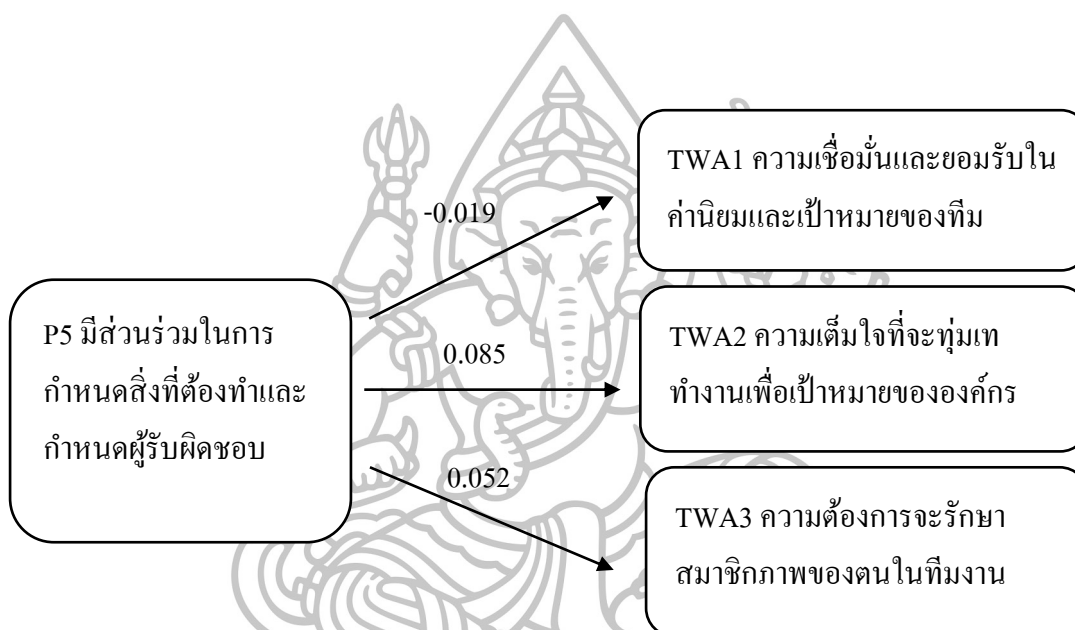 TWA1 ความเชื่อมั่นและยอมรับใน
ค่านิยมและเป้าหมายของทีม
-0.019
P5 มีส่วนร่วมในการ
กำหนดสิ่งที่ต้องทำและ
กำหนดผู้รับผิดชอบ
0.085
TWA2 ความเต็มใจที่จะทุ่มเท
ทำงานเพื่อเป้าหมายขององค์กร
0.052
TWA3 ความต้องการจะรักษา
สมาชิกภาพของตนในทีมงาน